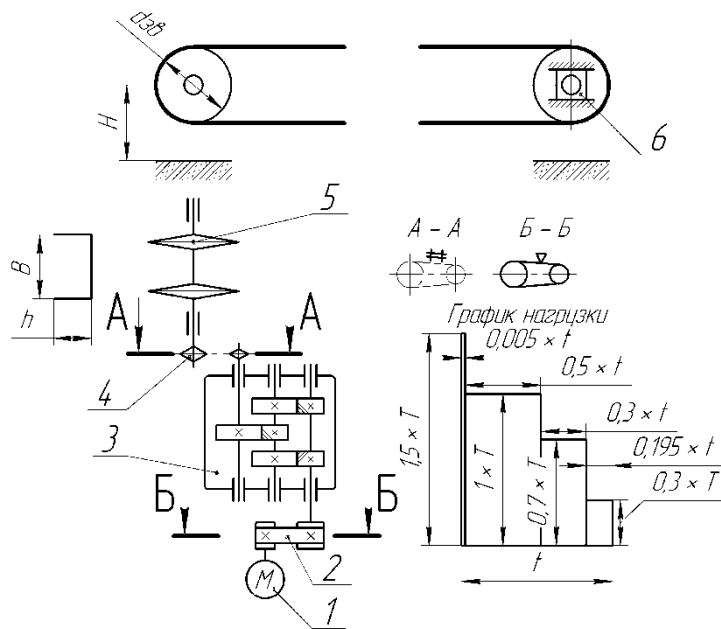 dзв
H
6
5
B
h
A
A
4
3
Б
Б
2
M
1
А - А
Б - Б
График нагрузки
0,005 × t
0,5 × t
0,3 × t
0,195 × t
0,3 × T
1,5 × T
1 × T
0,7 × T
t